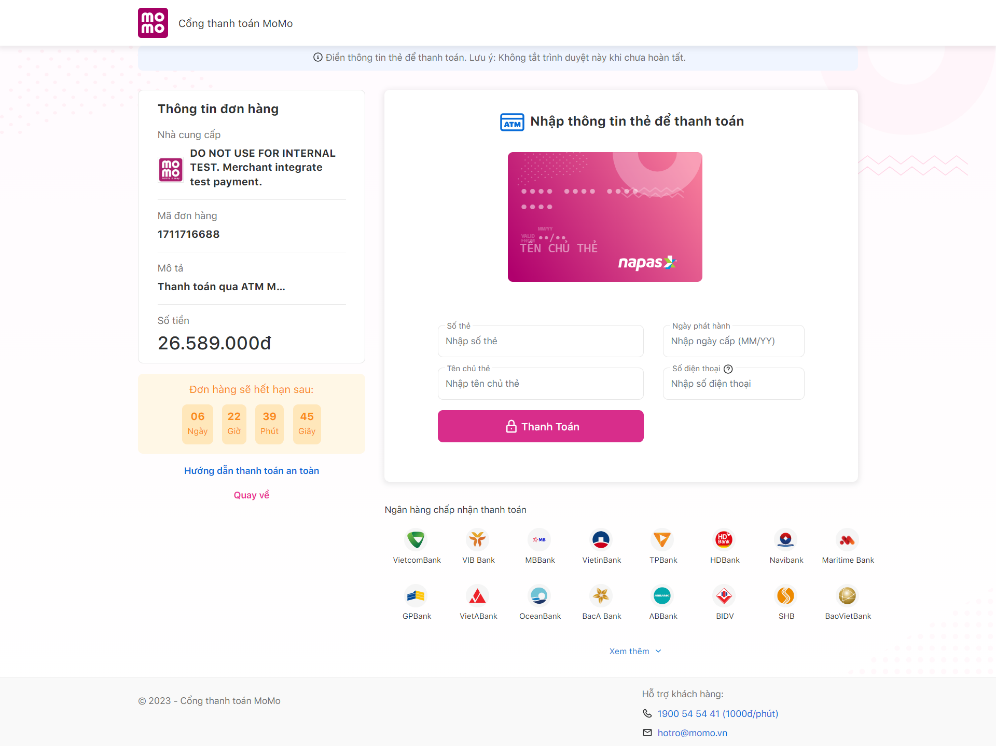 mo
mo
Cổng thanh toán MoMo
Điền thông tin thẻ để thanh toán. Lưu ý: Không tắt trình duyệt này khi chưa hoàn tất.
Thông tin đơn hàng
Nhà cung cấp
mo
mo
DO NOT USE FOR INTERNAL
TEST. Merchant integrate
test payment.
Mã đơn hàng
1711716688
Mô tả
Thanh toán qua ATM M...
Số tiền
26.589.000đ
Đơn hàng sẽ hết hạn sau:
06 22 39 45
Ngày Giờ Phút Giây
Hướng dẫn thanh toán an toàn
Quay về
ATM Nhập thông tin thẻ để thanh toán
MM/YY
VALID
FROM ••/••
TÊN CHỦ THẺ
napas
Số thẻ
Nhập số thẻ
Ngày phát hành
Nhập ngày cấp (MM/YY)
Tên chủ thẻ
Nhập tên chủ thẻ
Số điện thoại
Nhập số điện thoại
Thanh Toán
Ngân hàng chấp nhận thanh toán
MB HD BANK
VietcomBank VIB Bank MBBank VietinBank TPBank HDBank Navibank Maritime Bank
GPBank VietABank OceanBank BacA Bank ABBank BIDV SHB BaoVietBank
Xem thêm
© 2023 - Cổng thanh toán MoMo
Hỗ trợ khách hàng:
1900 54 54 41 (1000đ/phút)
hotro@momo.vn